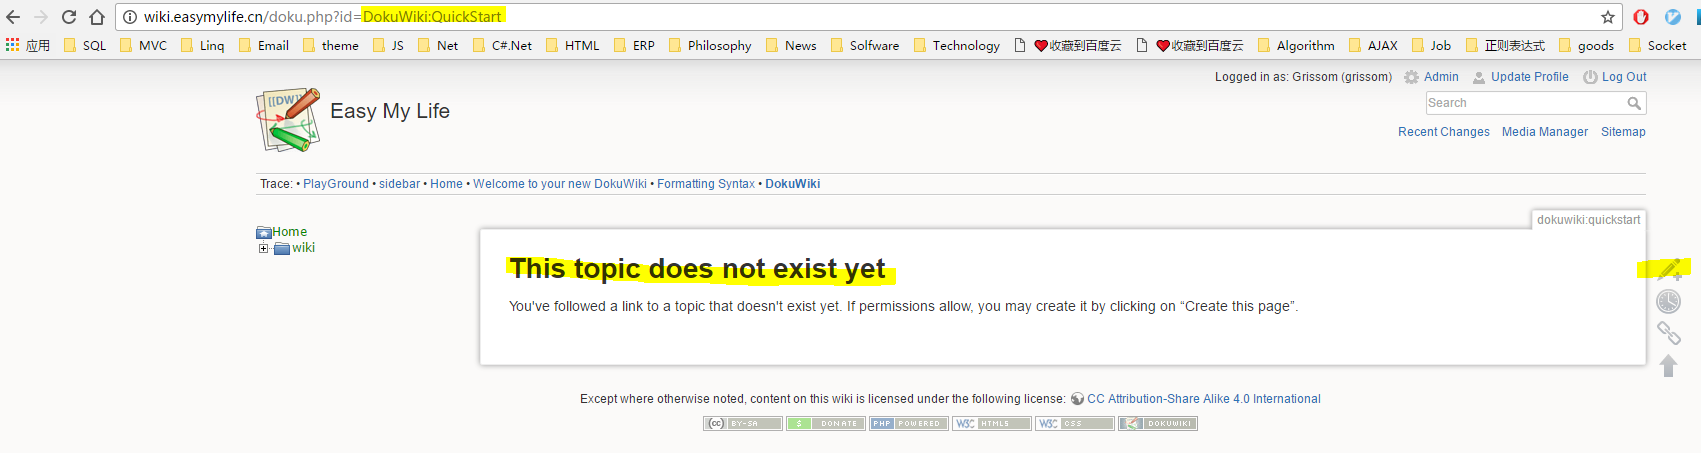 wiki.easymylife.cn/doku.php?id=DokuWiki:QuickStart
应用 SQL MVC Linq Email theme JS Net C#.Net HTML ERP Philosophy News Solfware Technology ❤收藏到百度云 ❤收藏到百度云 Algorithm AJAX Job 正则表达式 goods Socket
Logged in as: Grissom (grissom) Admin Update Profile Log Out
[[DW]] Easy My Life
Search
Recent Changes Media Manager Sitemap
Trace: • PlayGround • sidebar • Home • Welcome to your new DokuWiki • Formatting Syntax • DokuWiki
dokuwiki:quickstart
Home
wiki
This topic does not exist yet
You've followed a link to a topic that doesn't exist yet. If permissions allow, you may create it by clicking on “Create this page”.
Except where otherwise noted, content on this wiki is licensed under the following license: CC Attribution-Share Alike 4.0 International
(cc) BY-SA $ DONATE PHP POWERED W3C HTML5 W3C CSS DOKUWIKI